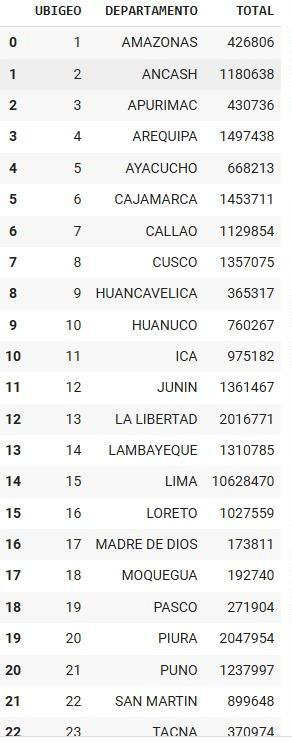 UBIGEO DEPARTAMENTO TOTAL
0 1 AMAZONAS 426806
1 2 ANCASH 1180638
2 3 APURIMAC 430736
3 4 AREQUIPA 1497438
4 5 AYACUCHO 668213
5 6 CAJAMARCA 1453711
6 7 CALLAO 1129854
7 8 CUSCO 1357075
8 9 HUANCAVELICA 365317
9 10 HUANUCO 760267
10 11 ICA 975182
11 12 JUNIN 1361467
12 13 LA LIBERTAD 2016771
13 14 LAMBAYEQUE 1310785
14 15 LIMA 10628470
15 16 LORETO 1027559
16 17 MADRE DE DIOS 173811
17 18 MOQUEGUA 192740
18 19 PASCO 271904
19 20 PIURA 2047954
20 21 PUNO 1237997
21 22 SAN MARTIN 899648
22 23 TACNA 370974